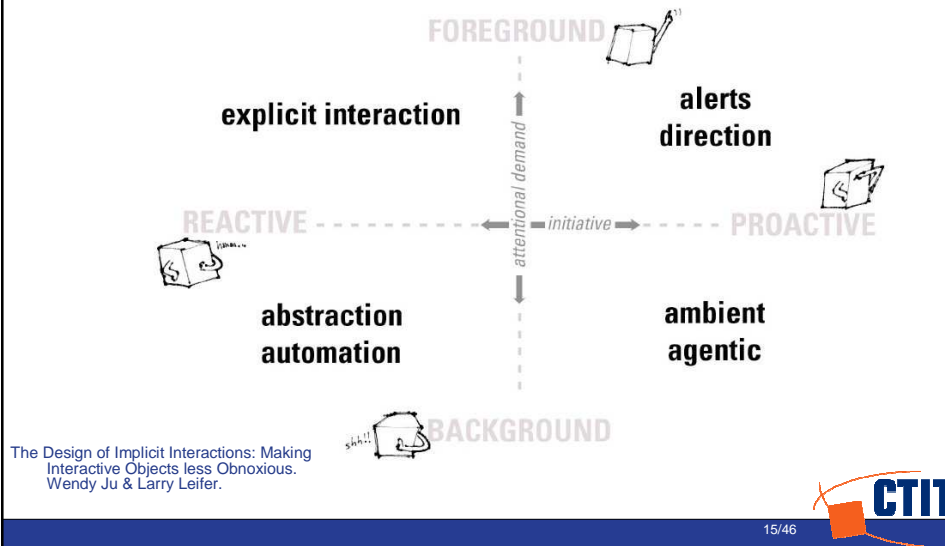 FOREGROUND
explicit interaction
alerts
direction
attentional demand
REACTIVE
initiative
PROACTIVE
abstraction
automation
ambient
agentic
shh!!
BACKGROUND
The Design of Implicit Interactions: Making
Interactive Objects less Obnoxious.
Wendy Ju & Larry Leifer.
15/46
CTIT